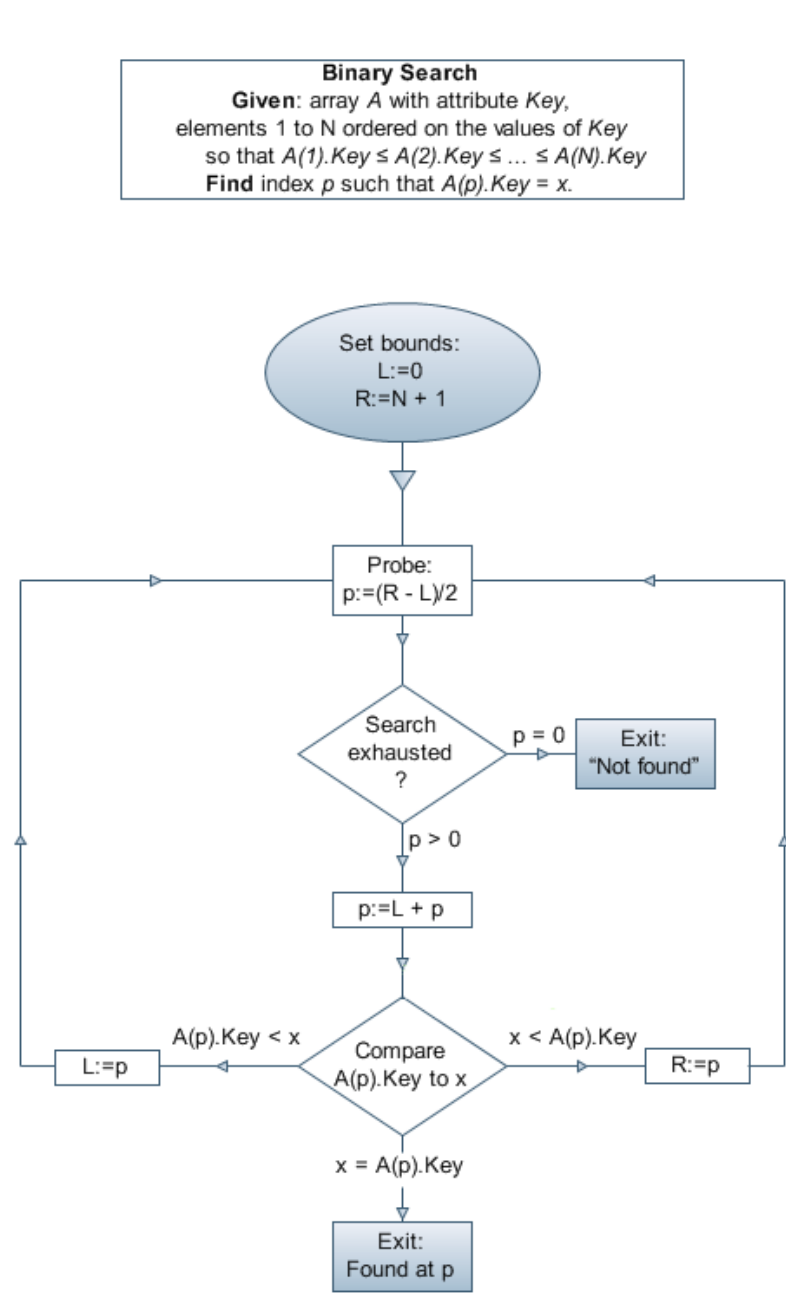 Binary Search
Given: array A with attribute Key,
elements 1 to N ordered on the values of Key
so that A(1).Key ≤ A(2).Key ≤ ... ≤ A(N).Key
Find index p such that A(p).Key = x.
Set bounds:
L:=0
R:=N + 1
Probe:
p:=(R - L)/2
Search
exhausted
?
p = 0
Exit:
“Not found”
p > 0
p:=L + p
A(p).Key < x
x < A(p).Key
L:=p
Compare
A(p).Key to x
R:=p
x = A(p).Key
Exit:
Found at p